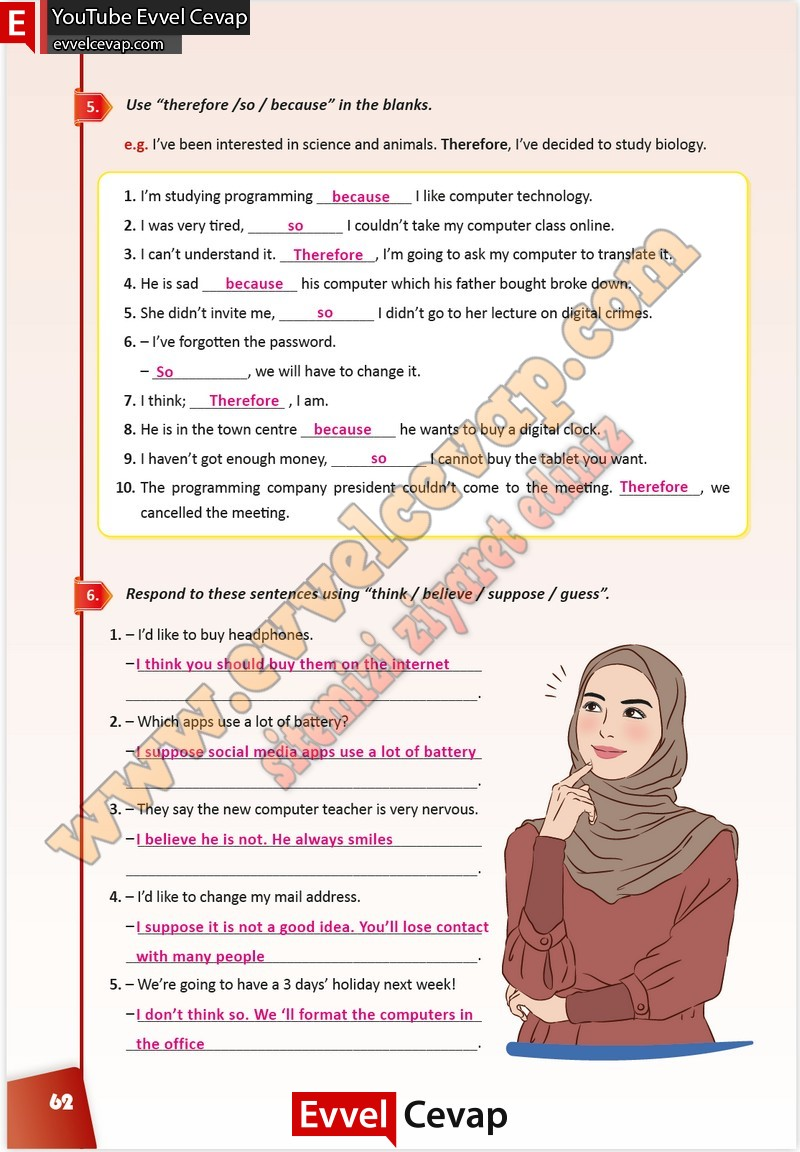 E YouTube Evvel Cevap
evvelcevap.com
5. Use “therefore /so / because” in the blanks.
e.g. I’ve been interested in science and animals. Therefore, I’ve decided to study biology.
1. I’m studying programming because I like computer technology.
2. I was very tired, so I couldn’t take my computer class online.
3. I can’t understand it. Therefore, I’m going to ask my computer to translate it.
4. He is sad because his computer which his father bought broke down.
5. She didn’t invite me, so I didn’t go to her lecture on digital crimes.
6. – I’ve forgotten the password.
– So, we will have to change it.
7. I think; Therefore , I am.
8. He is in the town centre because he wants to buy a digital clock.
9. I haven’t got enough money, so I cannot buy the tablet you want.
10. The programming company president couldn’t come to the meeting. Therefore, we
cancelled the meeting.
6. Respond to these sentences using “think / believe / suppose / guess”.
1. – I’d like to buy headphones.
– I think you should buy them on the internet
.
2. – Which apps use a lot of battery?
– I suppose social media apps use a lot of battery
.
3. – They say the new computer teacher is very nervous.
– I believe he is not. He always smiles
.
4. – I’d like to change my mail address.
– I suppose it is not a good idea. You’ll lose contact
with many people.
5. – We’re going to have a 3 days’ holiday next week!
– I don’t think so. We ‘ll format the computers in
the office.
www.evvelcevap.com
sitemizi ziyaret ediniz
62
Evvel Cevap